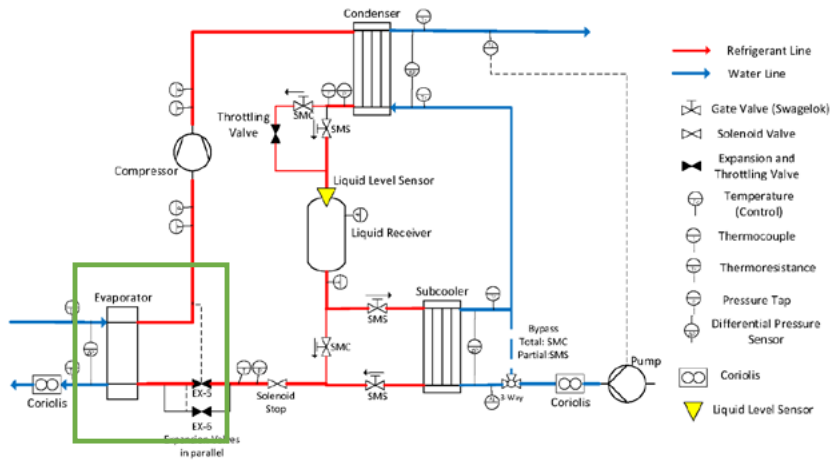 Condenser
Refrigerant Line
Water Line
SMC
SMS
Throttling
Valve
Gate Valve (Swagelok)
Solenoid Valve
Compressor
Expansion and
Throttling Valve
Liquid Level Sensor
Temperature
(Control)
Liquid Receiver
Thermocouple
Thermoresistance
Evaporator
Subcooler
Pressure Tap
SMS
Differential Pressure
Sensor
SMC
Bypass
Total: SMC
Partial SMS
Pump
EX-5
Solenoid
Stop
SMS
3-Way
Coriolis
Coriolis
Coriolis
EX-6
Liquid Level Sensor
Expansion Valves
in parallel